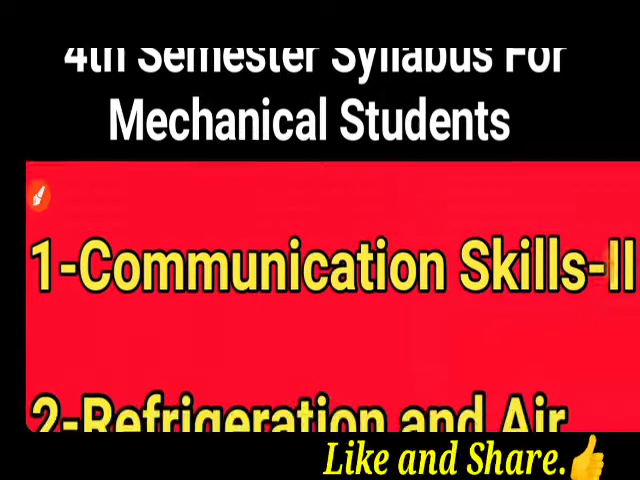 4th Semester Syllabus For
Mechanical Students
1-Communication Skills-II
2-Refrigeration and Air
Like and Share.